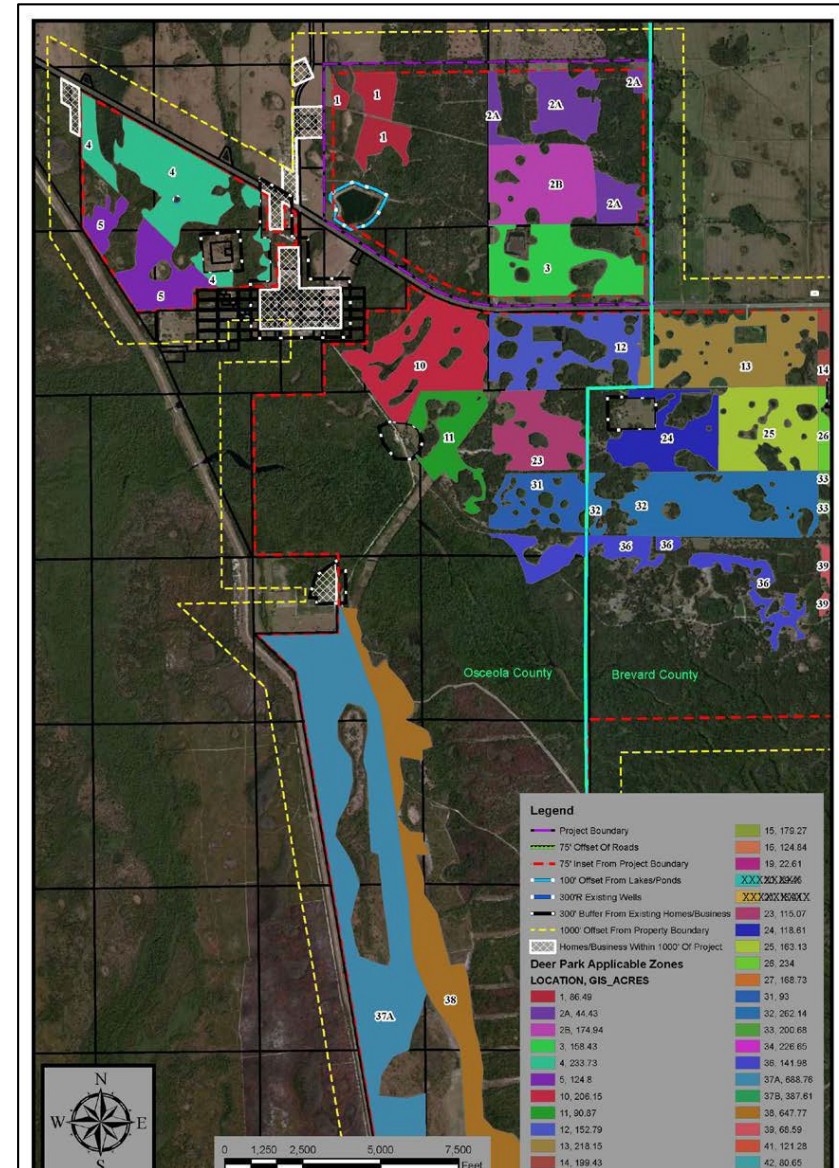 1
1
1
2A
2A
2A
4
4
2B
2A
5
5
4
3
12
13
14
10
11
23
24
25
26
31
32
32
33
33
36
36
36
39
39
Osceola County
Brevard County
37A
38
N
W
E
S
0 1,250 2,500 5,000 7,500
Feet
Legend
Project Boundary
75' Offset Of Roads
75' Inset From Project Boundary
100' Offset From Lakes/Ponds
300'R Existing Wells
300' Buffer From Existing Homes/Business
1000' Offset From Property Boundary
Homes/Business Within 1000' Of Project
Deer Park Applicable Zones
LOCATION, GIS_ACRES
1, 86.49
2A, 44.43
2B, 174.94
3, 158.43
4, 233.73
5, 124.8
10, 206.15
11, 90.87
12, 152.79
13, 218.15
14, 199.43
15, 179.27
16, 124.84
19, 22.61
23, 115.07
24, 118.61
25, 163.13
26, 234
27, 168.73
31, 93
32, 262.14
33, 200.68
34, 226.65
36, 141.98
37A, 688.76
37B, 387.61
38, 647.77
39, 68.59
41, 121.28
42, 80.65